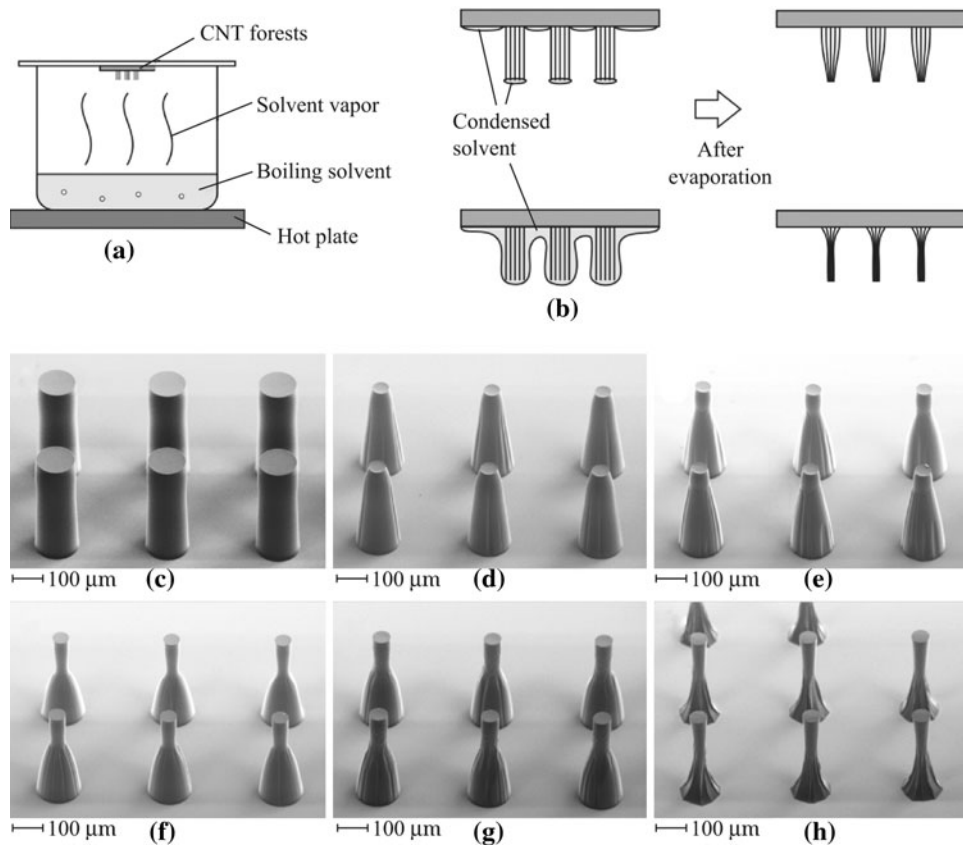 CNT forests
Solvent vapor
Boiling solvent
Hot plate
(a)
Condensed
solvent
After
evaporation
(b)
100 μm
(c)
100 μm
(d)
100 μm
(e)
100 μm
(f)
100 μm
(g)
100 μm
(h)